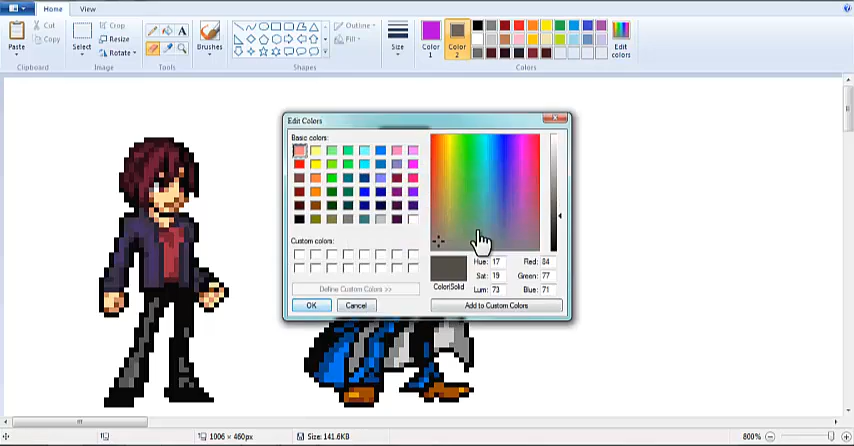 Home View
Paste
Cut
Copy
Clipboard
Select
Crop
Resize
Rotate
Image
A
Tools
Brushes
Outline
Fill
Shapes
Size
Color 1
Color 2
Edit colors
Colors
Edit Colors
Basic colors:
Custom colors:
Define Custom Colors >>
OK Cancel
Color|Solid
Hue: 17
Sat: 19
Lum: 73
Red: 84
Green: 77
Blue: 71
Add to Custom Colors
1006 × 460px
Size: 141.6KB
800%